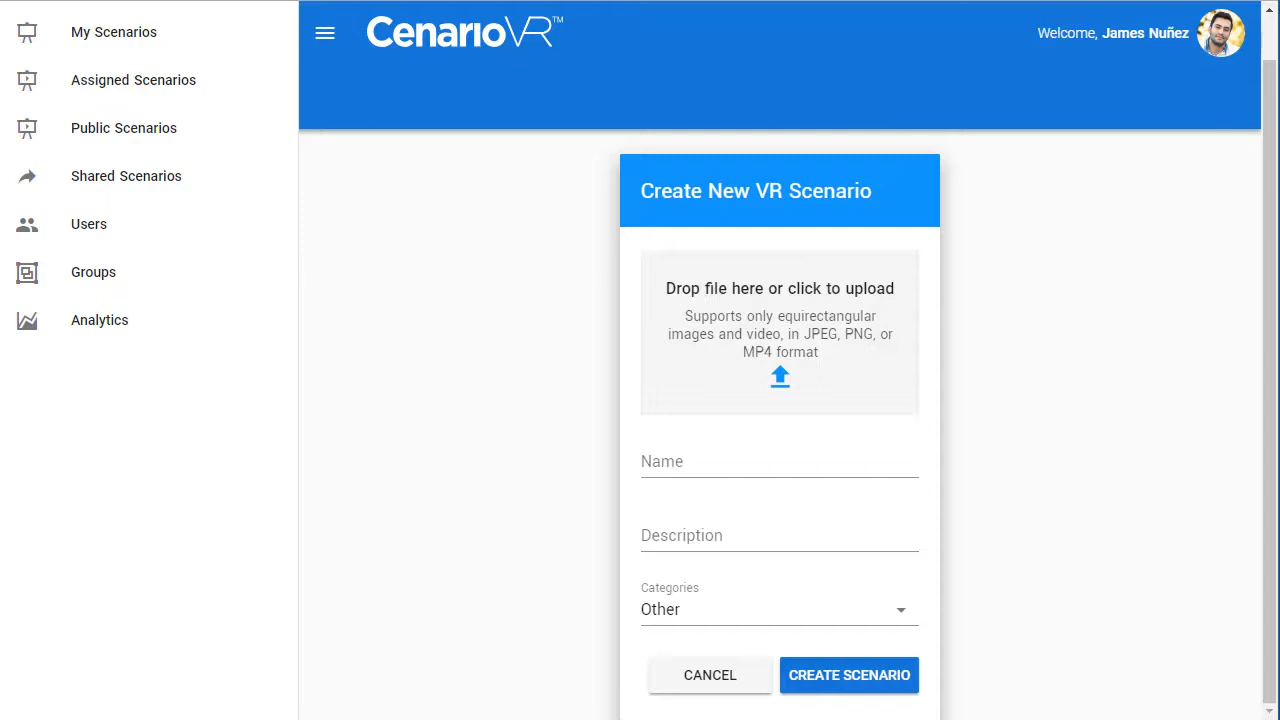 My Scenarios
Assigned Scenarios
Public Scenarios
Shared Scenarios
Users
Groups
Analytics
CenarioVR™
Welcome, James Nuñez
Create New VR Scenario
Drop file here or click to upload
Supports only equirectangular
images and video, in JPEG, PNG, or
MP4 format
Name
Description
Categories
Other
CANCEL
CREATE SCENARIO